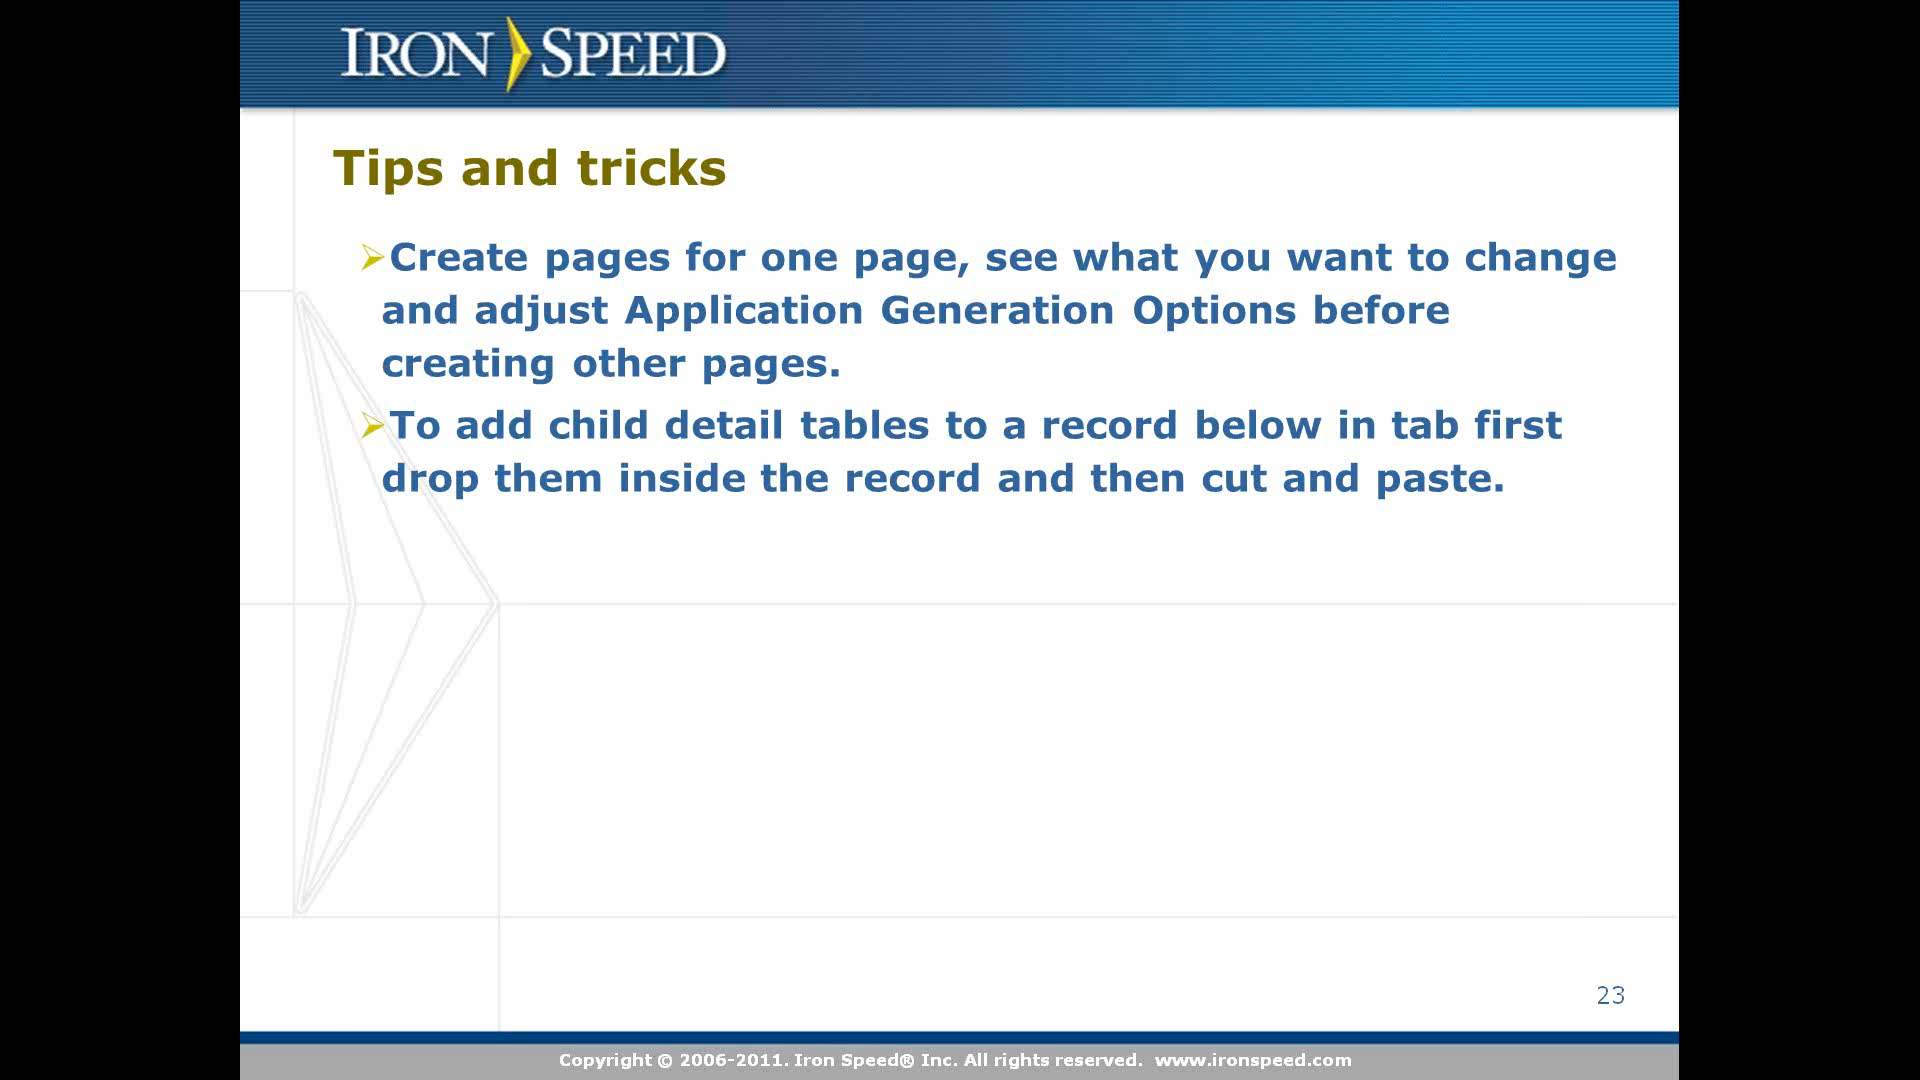 IRON SPEED
Tips and tricks
Create pages for one page, see what you want to change
and adjust Application Generation Options before
creating other pages.
To add child detail tables to a record below in tab first
drop them inside the record and then cut and paste.
23
Copyright © 2006-2011. Iron Speed® Inc. All rights reserved. www.ironspeed.com